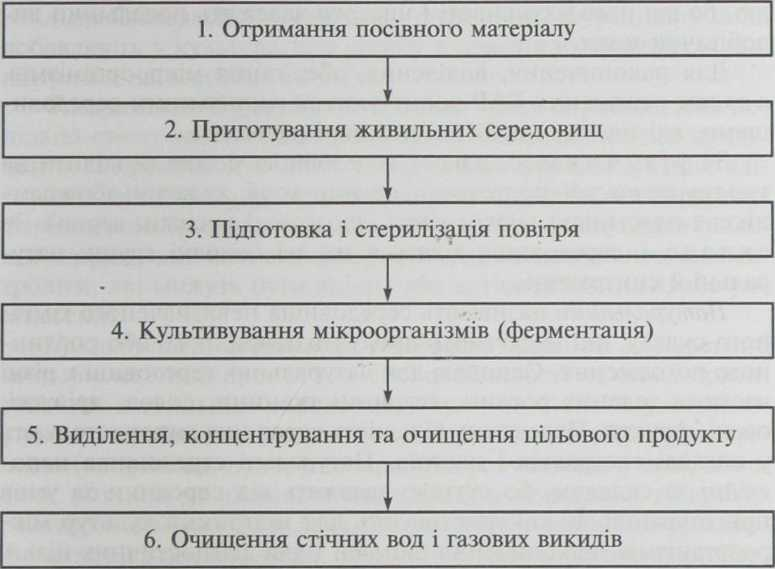 1. Отримання посівного матеріалу
2. Приготування живильних середовищ
3. Підготовка і стерилізація повітря
4. Культивування мікроорганізмів (ферментація)
5. Виділення, концентрування та очищення цільового продукту
6. Очищення стічних вод і газових викидів